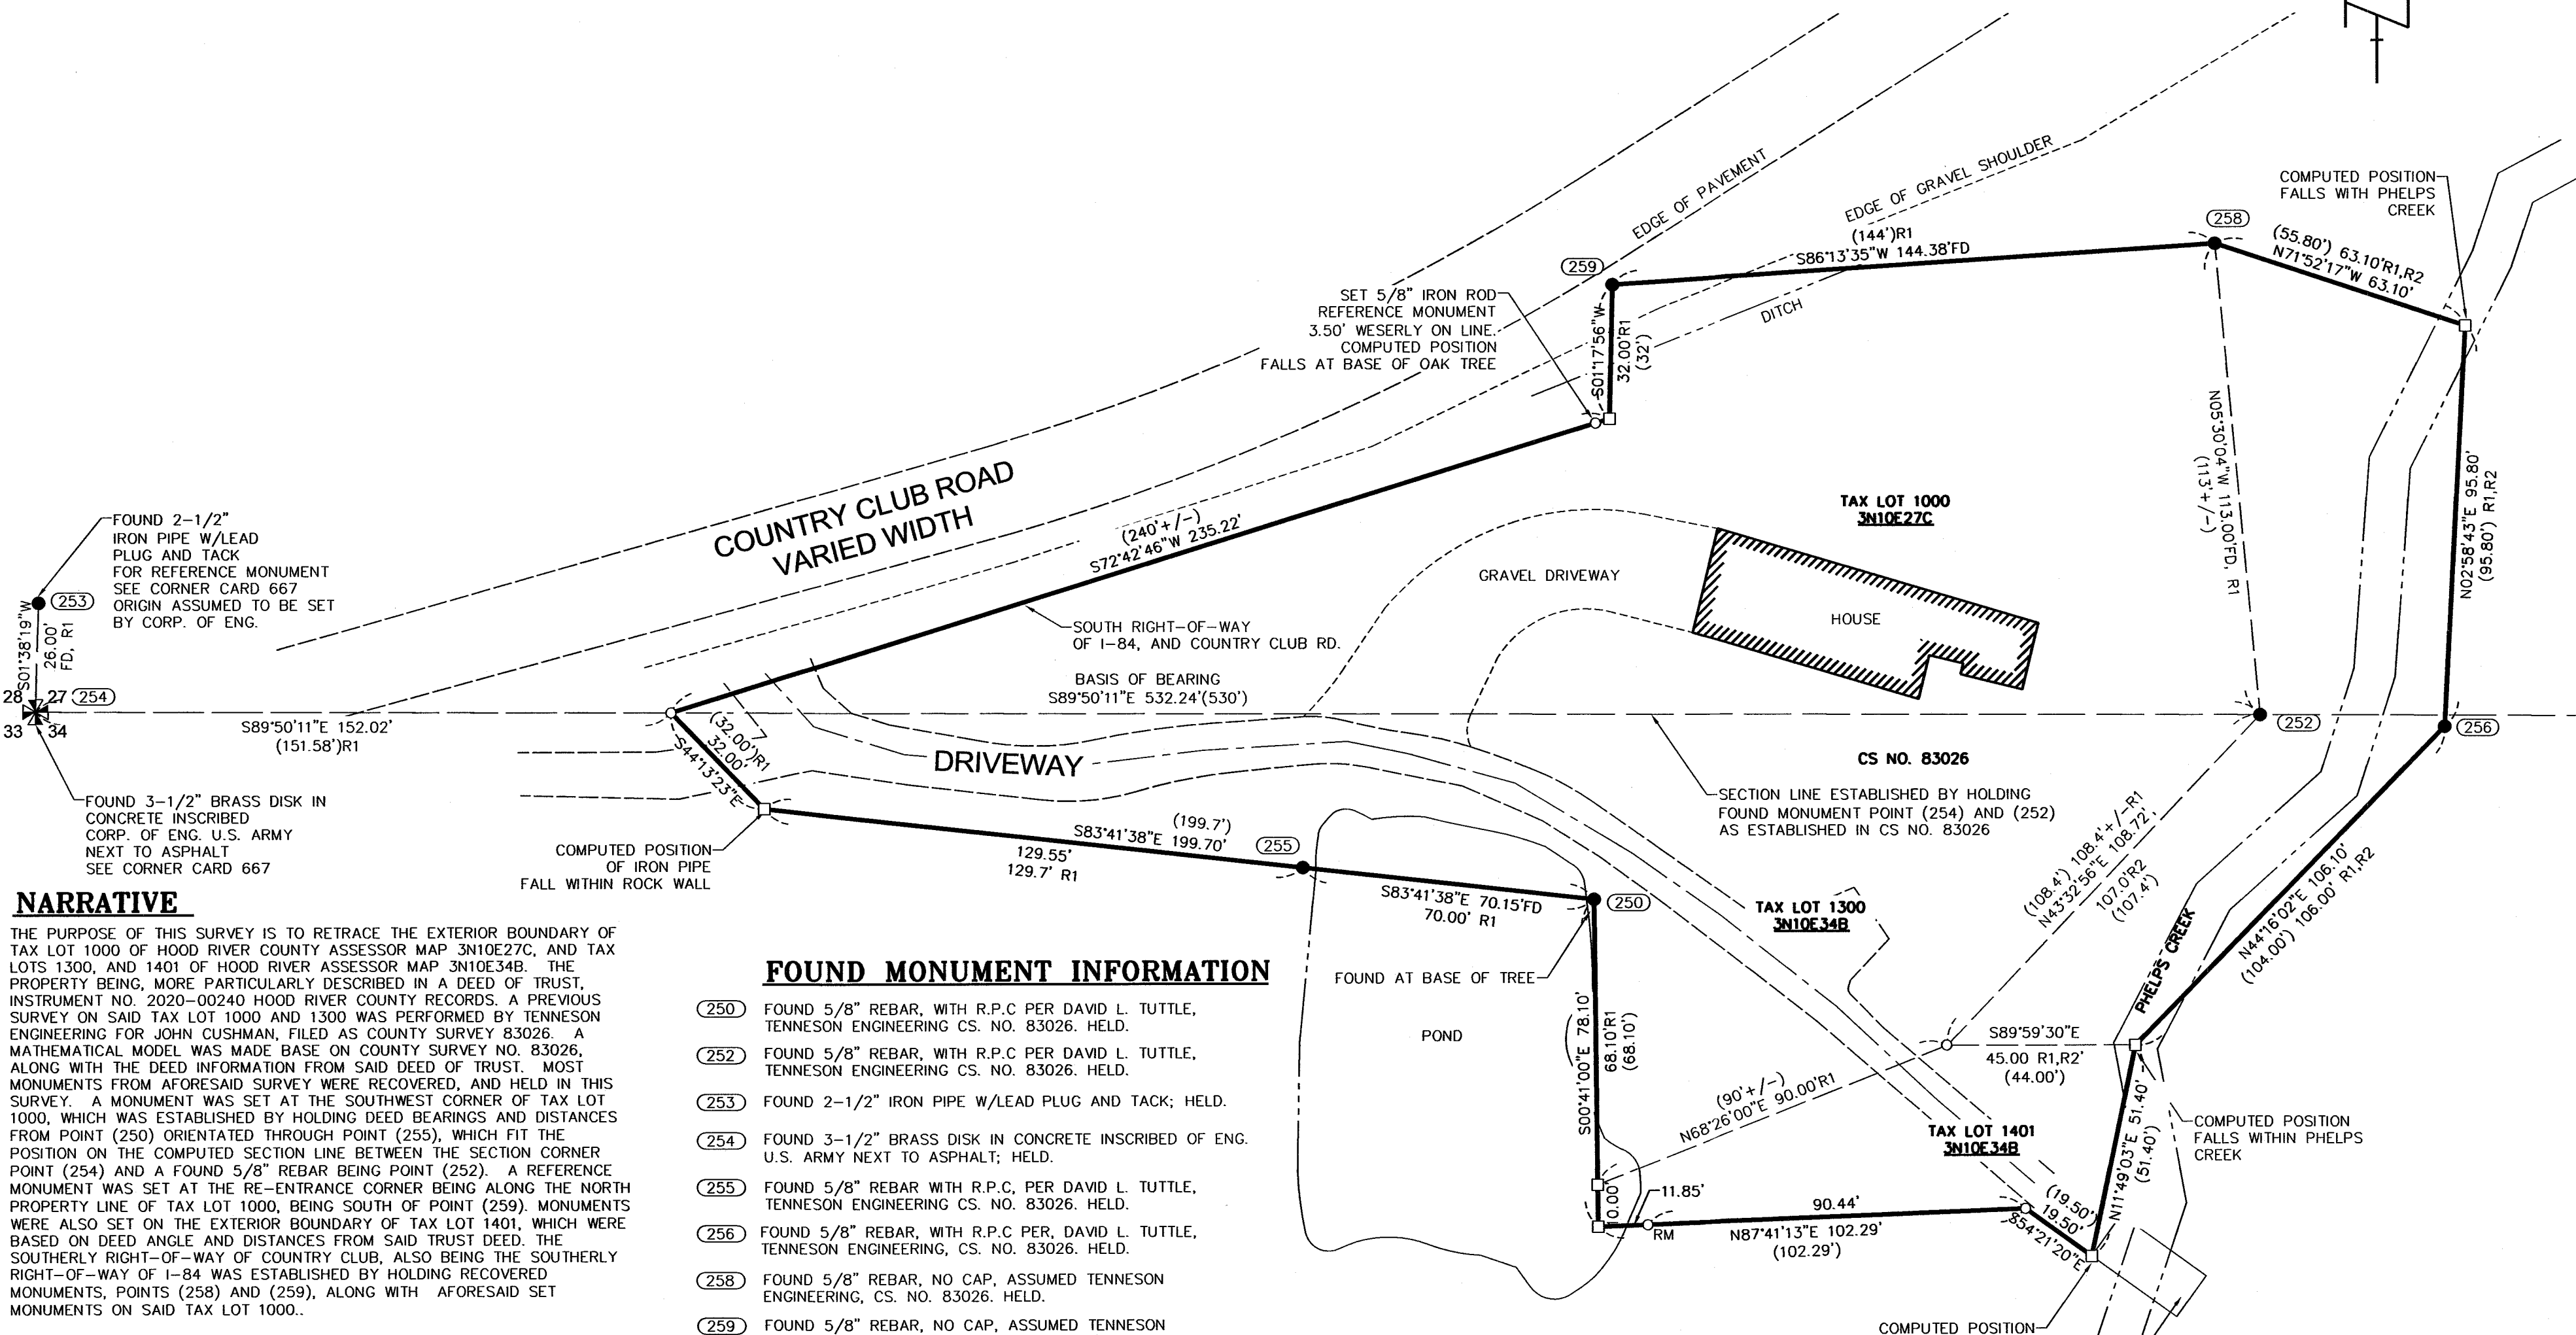 COMPUTED POSITION
FALLS WITH PHELPS
CREEK
258
(55.80') 63.10'R1,R2
N71°52'17"W 63.10'
EDGE OF PAVEMENT
EDGE OF GRAVEL SHOULDER
(144')R1
S86°13'35"W 144.38'FD
259
DITCH
SET 5/8" IRON ROD
REFERENCE MONUMENT
3.50' WESERLY ON LINE.
COMPUTED POSITION
FALLS AT BASE OF OAK TREE
S01°17'56"W
32.00'R1
(32')
N05°30'04"W 113.00'FD, R1
(113'+/-)
N02°58'43"E 95.80'
(95.80') R1,R2
COUNTRY CLUB ROAD
VARIED WIDTH
(240'+/-)
S72°42'46"W 235.22'
TAX LOT 1000
3N10E27C
GRAVEL DRIVEWAY
HOUSE
FOUND 2-1/2"
IRON PIPE W/LEAD
PLUG AND TACK
FOR REFERENCE MONUMENT
SEE CORNER CARD 667
ORIGIN ASSUMED TO BE SET
BY CORP. OF ENG.
253
S01°38'19"W
26.00'
FD, R1
28 27 254
33 34
SOUTH RIGHT-OF-WAY
OF I-84, AND COUNTRY CLUB RD.
BASIS OF BEARING
S89°50'11"E 532.24'(530')
S89°50'11"E 152.02'
(151.58')R1
252
256
(32.00')R1
32.00'
S44°13'23"E
DRIVEWAY
CS NO. 83026
SECTION LINE ESTABLISHED BY HOLDING
FOUND MONUMENT POINT (254) AND (252)
AS ESTABLISHED IN CS NO. 83026
FOUND 3-1/2" BRASS DISK IN
CONCRETE INSCRIBED
CORP. OF ENG. U.S. ARMY
NEXT TO ASPHALT
SEE CORNER CARD 667
COMPUTED POSITION
OF IRON PIPE
FALL WITHIN ROCK WALL
(199.7')
S83°41'38"E 199.70'
129.55'
129.7' R1
255
S83°41'38"E 70.15'FD
70.00' R1
250
FOUND AT BASE OF TREE
POND
TAX LOT 1300
3N10E34B
(108.4') 108.4'+/-R1
N43°32'56"E 108.72'
107.0'R2
(107.4')
N44°16'02"E 106.10'
(104.00') 106.00' R1,R2
PHELPS CREEK
S89°59'30"E
45.00 R1,R2'
(44.00')
S00°41'00"E 78.10'
68.10'R1
(68.10')
10.00'
(90'+/-)
N68°26'00"E 90.00'R1
TAX LOT 1401
3N10E34B
COMPUTED POSITION
FALLS WITHIN PHELPS
CREEK
N11°49'03"E 51.40'
(51.40')
11.85'
RM
90.44'
N87°41'13"E 102.29'
(102.29')
(19.50')
19.50'
S54°21'20"E
COMPUTED POSITION
NARRATIVE
THE PURPOSE OF THIS SURVEY IS TO RETRACE THE EXTERIOR BOUNDARY OF
TAX LOT 1000 OF HOOD RIVER COUNTY ASSESSOR MAP 3N10E27C, AND TAX
LOTS 1300, AND 1401 OF HOOD RIVER ASSESSOR MAP 3N10E34B. THE
PROPERTY BEING, MORE PARTICULARLY DESCRIBED IN A DEED OF TRUST,
INSTRUMENT NO. 2020-00240 HOOD RIVER COUNTY RECORDS. A PREVIOUS
SURVEY ON SAID TAX LOT 1000 AND 1300 WAS PERFORMED BY TENNESON
ENGINEERING FOR JOHN CUSHMAN, FILED AS COUNTY SURVEY 83026. A
MATHEMATICAL MODEL WAS MADE BASE ON COUNTY SURVEY NO. 83026,
ALONG WITH THE DEED INFORMATION FROM SAID DEED OF TRUST. MOST
MONUMENTS FROM AFORESAID SURVEY WERE RECOVERED, AND HELD IN THIS
SURVEY. A MONUMENT WAS SET AT THE SOUTHWEST CORNER OF TAX LOT
1000, WHICH WAS ESTABLISHED BY HOLDING DEED BEARINGS AND DISTANCES
FROM POINT (250) ORIENTATED THROUGH POINT (255), WHICH FIT THE
POSITION ON THE COMPUTED SECTION LINE BETWEEN THE SECTION CORNER
POINT (254) AND A FOUND 5/8" REBAR BEING POINT (252). A REFERENCE
MONUMENT WAS SET AT THE RE-ENTRANCE CORNER BEING ALONG THE NORTH
PROPERTY LINE OF TAX LOT 1000, BEING SOUTH OF POINT (259). MONUMENTS
WERE ALSO SET ON THE EXTERIOR BOUNDARY OF TAX LOT 1401, WHICH WERE
BASED ON DEED ANGLE AND DISTANCES FROM SAID TRUST DEED. THE
SOUTHERLY RIGHT-OF-WAY OF COUNTRY CLUB, ALSO BEING THE SOUTHERLY
RIGHT-OF-WAY OF I-84 WAS ESTABLISHED BY HOLDING RECOVERED
MONUMENTS, POINTS (258) AND (259), ALONG WITH AFORESAID SET
MONUMENTS ON SAID TAX LOT 1000..
FOUND MONUMENT INFORMATION
250 FOUND 5/8" REBAR, WITH R.P.C PER DAVID L. TUTTLE,
TENNESON ENGINEERING CS. NO. 83026. HELD.
252 FOUND 5/8" REBAR, WITH R.P.C PER DAVID L. TUTTLE,
TENNESON ENGINEERING CS. NO. 83026. HELD.
253 FOUND 2-1/2" IRON PIPE W/LEAD PLUG AND TACK; HELD.
254 FOUND 3-1/2" BRASS DISK IN CONCRETE INSCRIBED OF ENG.
U.S. ARMY NEXT TO ASPHALT; HELD.
255 FOUND 5/8" REBAR WITH R.P.C, PER DAVID L. TUTTLE,
TENNESON ENGINEERING CS. NO. 83026. HELD.
256 FOUND 5/8" REBAR, WITH R.P.C PER, DAVID L. TUTTLE,
TENNESON ENGINEERING, CS. NO. 83026. HELD.
258 FOUND 5/8" REBAR, NO CAP, ASSUMED TENNESON
ENGINEERING, CS. NO. 83026. HELD.
259 FOUND 5/8" REBAR, NO CAP, ASSUMED TENNESON